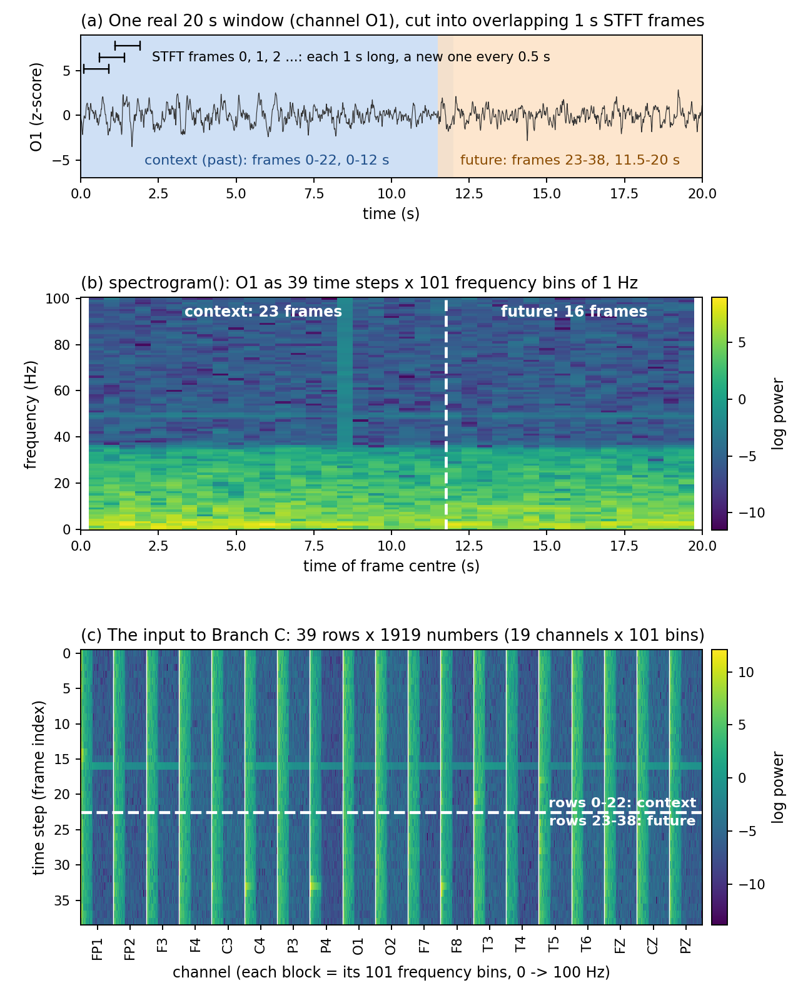 (a) One real 20 s window (channel O1), cut into overlapping 1 s STFT frames
O1 (z-score)
5
0
−5
STFT frames 0, 1, 2 ...: each 1 s long, a new one every 0.5 s
context (past): frames 0-22, 0-12 s
future: frames 23-38, 11.5-20 s
0.0 2.5 5.0 7.5 10.0 12.5 15.0 17.5 20.0
time (s)
(b) spectrogram(): O1 as 39 time steps x 101 frequency bins of 1 Hz
frequency (Hz)
100
80
60
40
20
0
context: 23 frames
future: 16 frames
0.0 2.5 5.0 7.5 10.0 12.5 15.0 17.5 20.0
time of frame centre (s)
5
0
−5
−10
log power
(c) The input to Branch C: 39 rows x 1919 numbers (19 channels x 101 bins)
time step (frame index)
0
5
10
15
20
25
30
35
rows 0-22: context
rows 23-38: future
FP1 FP2 F3 F4 C3 C4 P3 P4 O1 O2 F7 F8 T3 T4 T5 T6 FZ CZ PZ
channel (each block = its 101 frequency bins, 0 -> 100 Hz)
10
5
0
−5
−10
log power